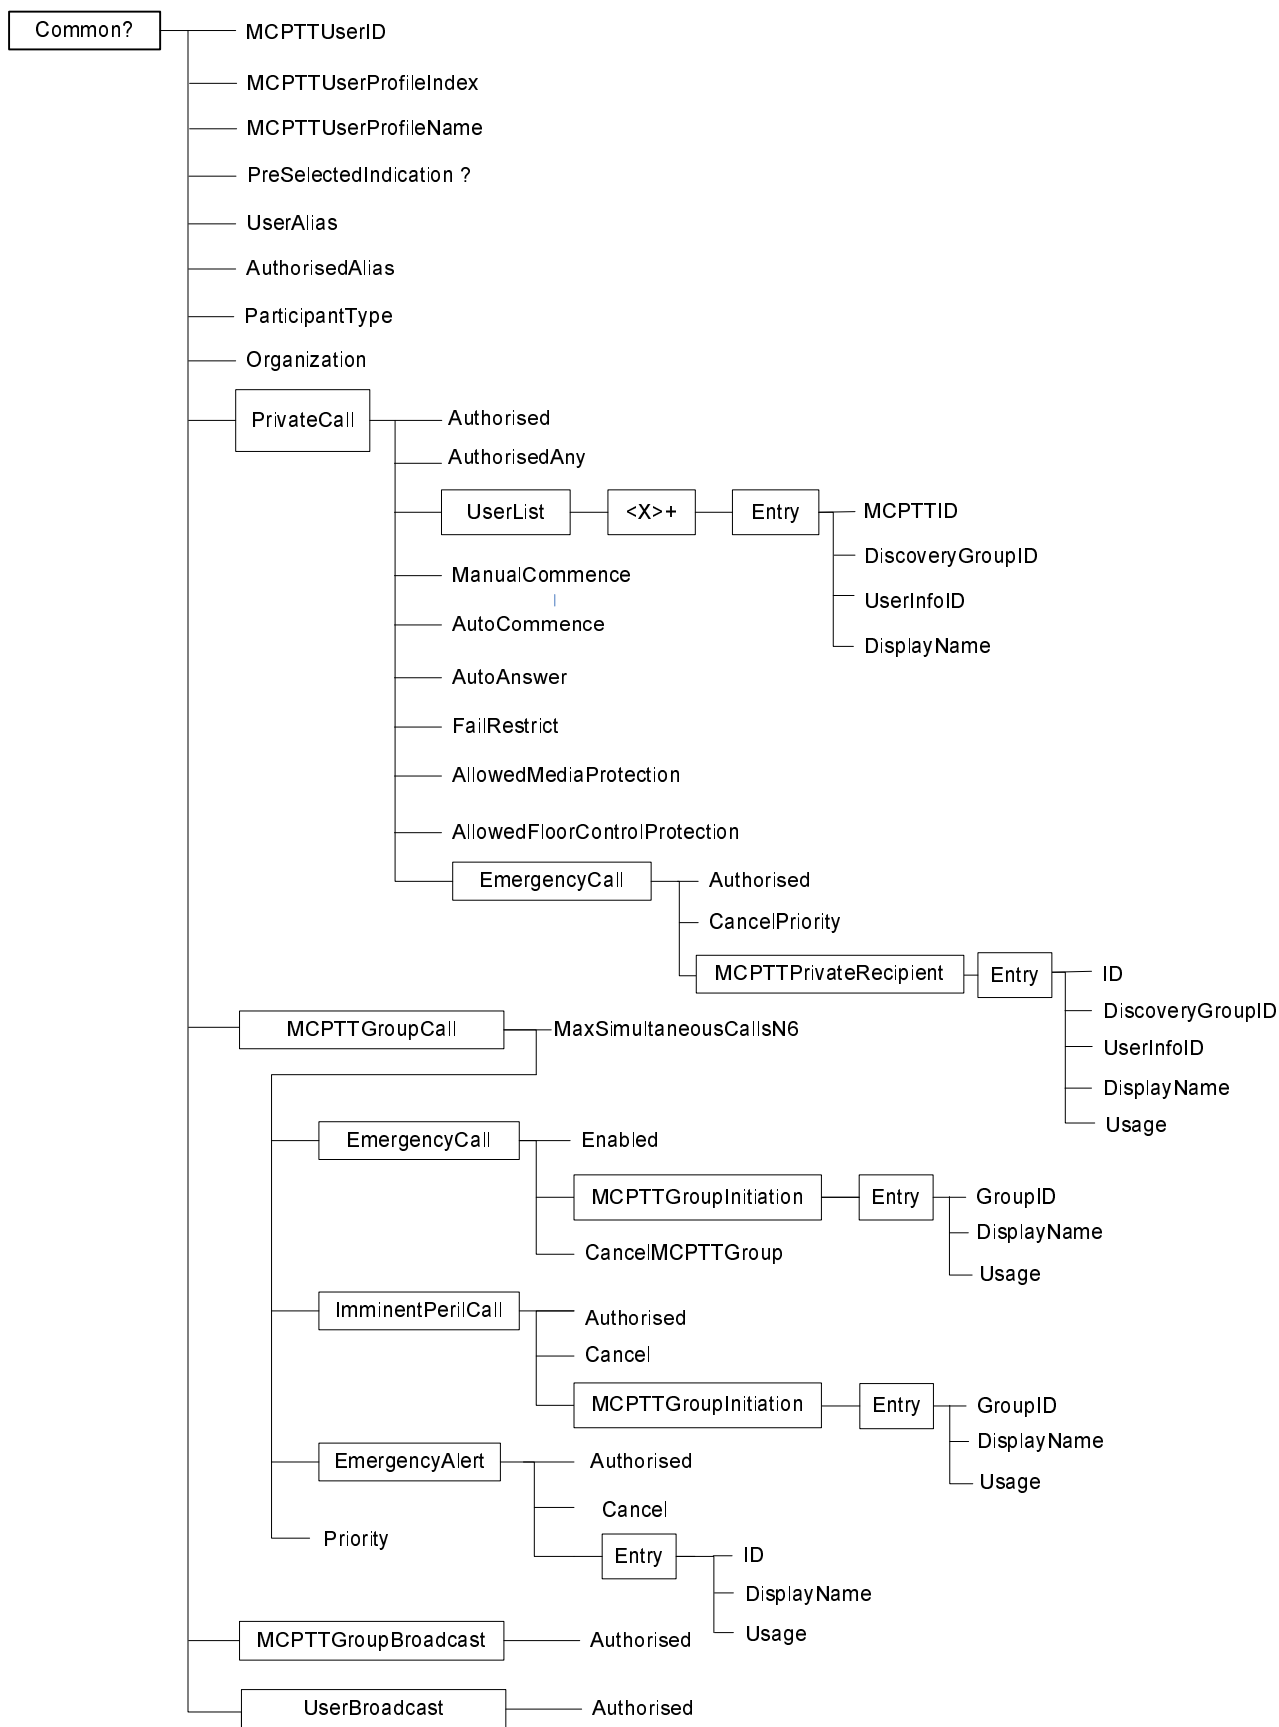 Common?
MCPTTUserID
MCPTTUserProfileIndex
MCPTTUserProfileName
PreSelectedIndication ?
UserAlias
AuthorisedAlias
ParticipantType
Organization
PrivateCall
Authorised
AuthorisedAny
UserList
<X>+
Entry
MCPTTID
DiscoveryGroupID
UserInfoID
DisplayName
ManualCommence
AutoCommence
AutoAnswer
FailRestrict
AllowedMediaProtection
AllowedFloorControlProtection
EmergencyCall
Authorised
CancelPriority
MCPTTPrivateRecipient
Entry
ID
DiscoveryGroupID
UserInfoID
DisplayName
Usage
MCPTTGroupCall
MaxSimultaneousCallsN6
EmergencyCall
Enabled
MCPTTGroupInitiation
Entry
GroupID
DisplayName
Usage
CancelMCPTTGroup
ImminentPerilCall
Authorised
Cancel
MCPTTGroupInitiation
Entry
GroupID
DisplayName
Usage
EmergencyAlert
Authorised
Cancel
Entry
ID
DisplayName
Usage
Priority
MCPTTGroupBroadcast
Authorised
UserBroadcast
Authorised